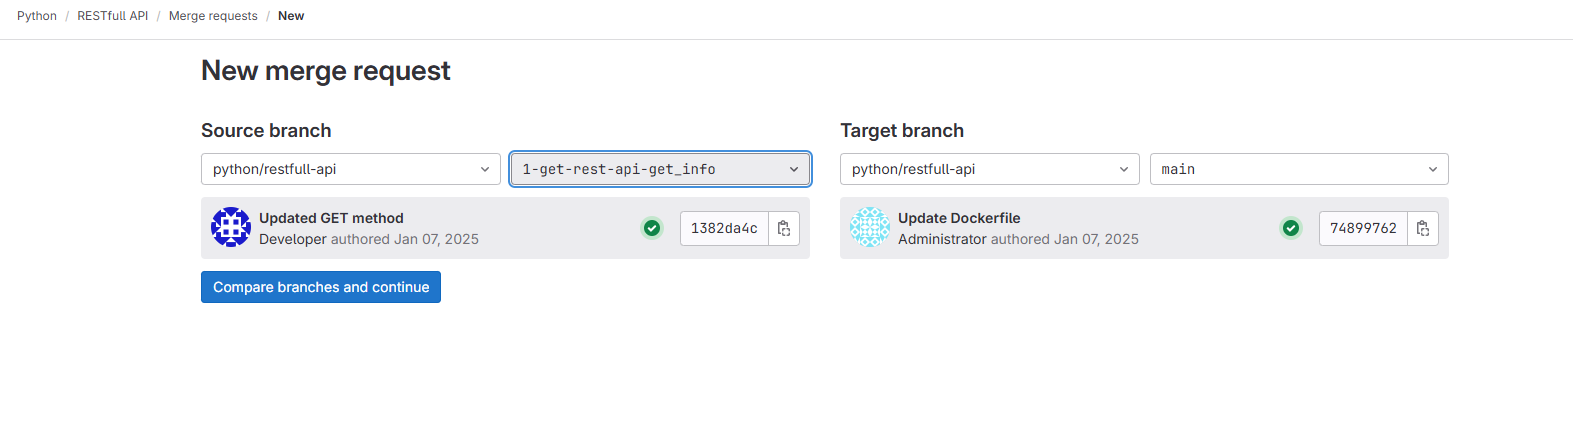 Python / RESTfull API / Merge requests / New
New merge request
Source branch
python/restfull-api
1-get-rest-api-get_info
Updated GET method
Developer authored Jan 07, 2025
1382da4c
Compare branches and continue
Target branch
python/restfull-api
main
Update Dockerfile
Administrator authored Jan 07, 2025
74899762